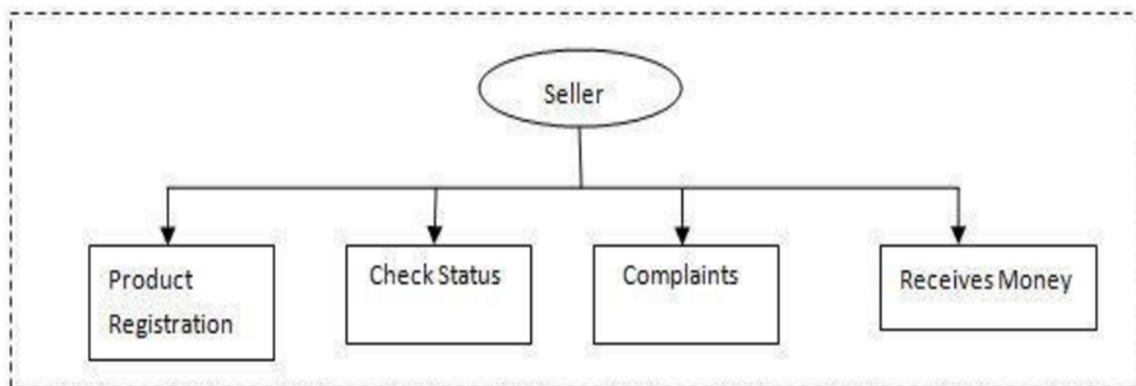 Seller
Product
Registration
Check Status
Complaints
Receives Money